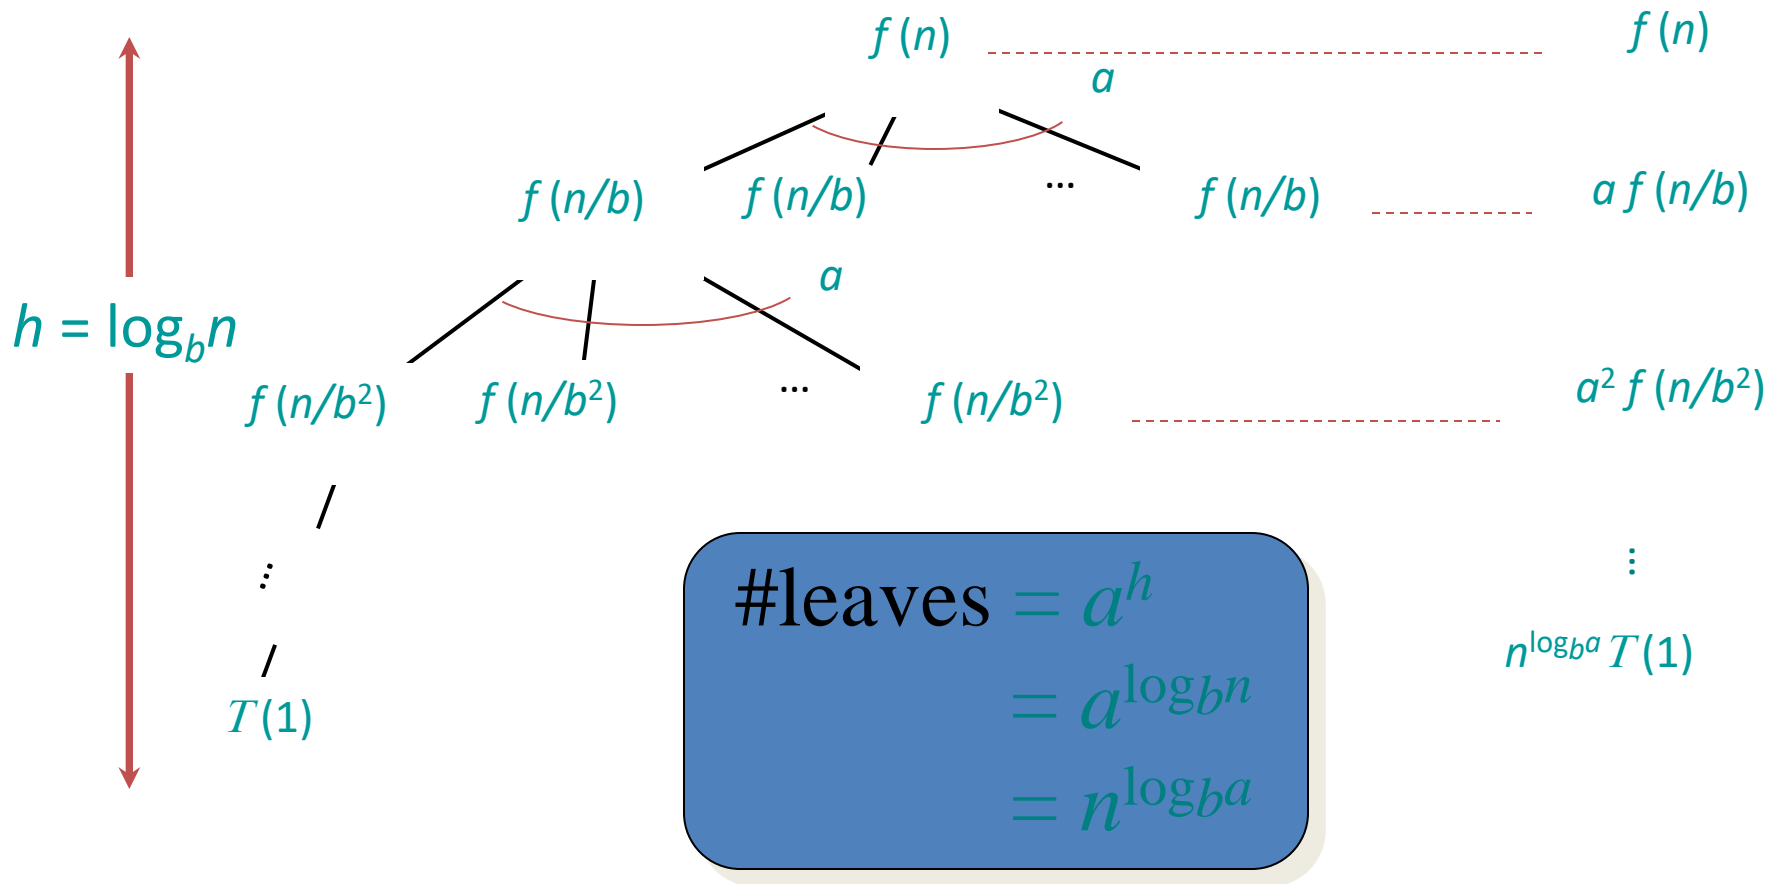 f (n) f (n)
a
f (n/b) f (n/b) ... f (n/b) a f (n/b)
a
h = log_b n
f (n/b²) f (n/b²) ... f (n/b²) a² f (n/b²)
... ...
#leaves = a^h
n^(log_b a) T (1)
= a^(log_b n)
T (1)
= n^(log_b a)